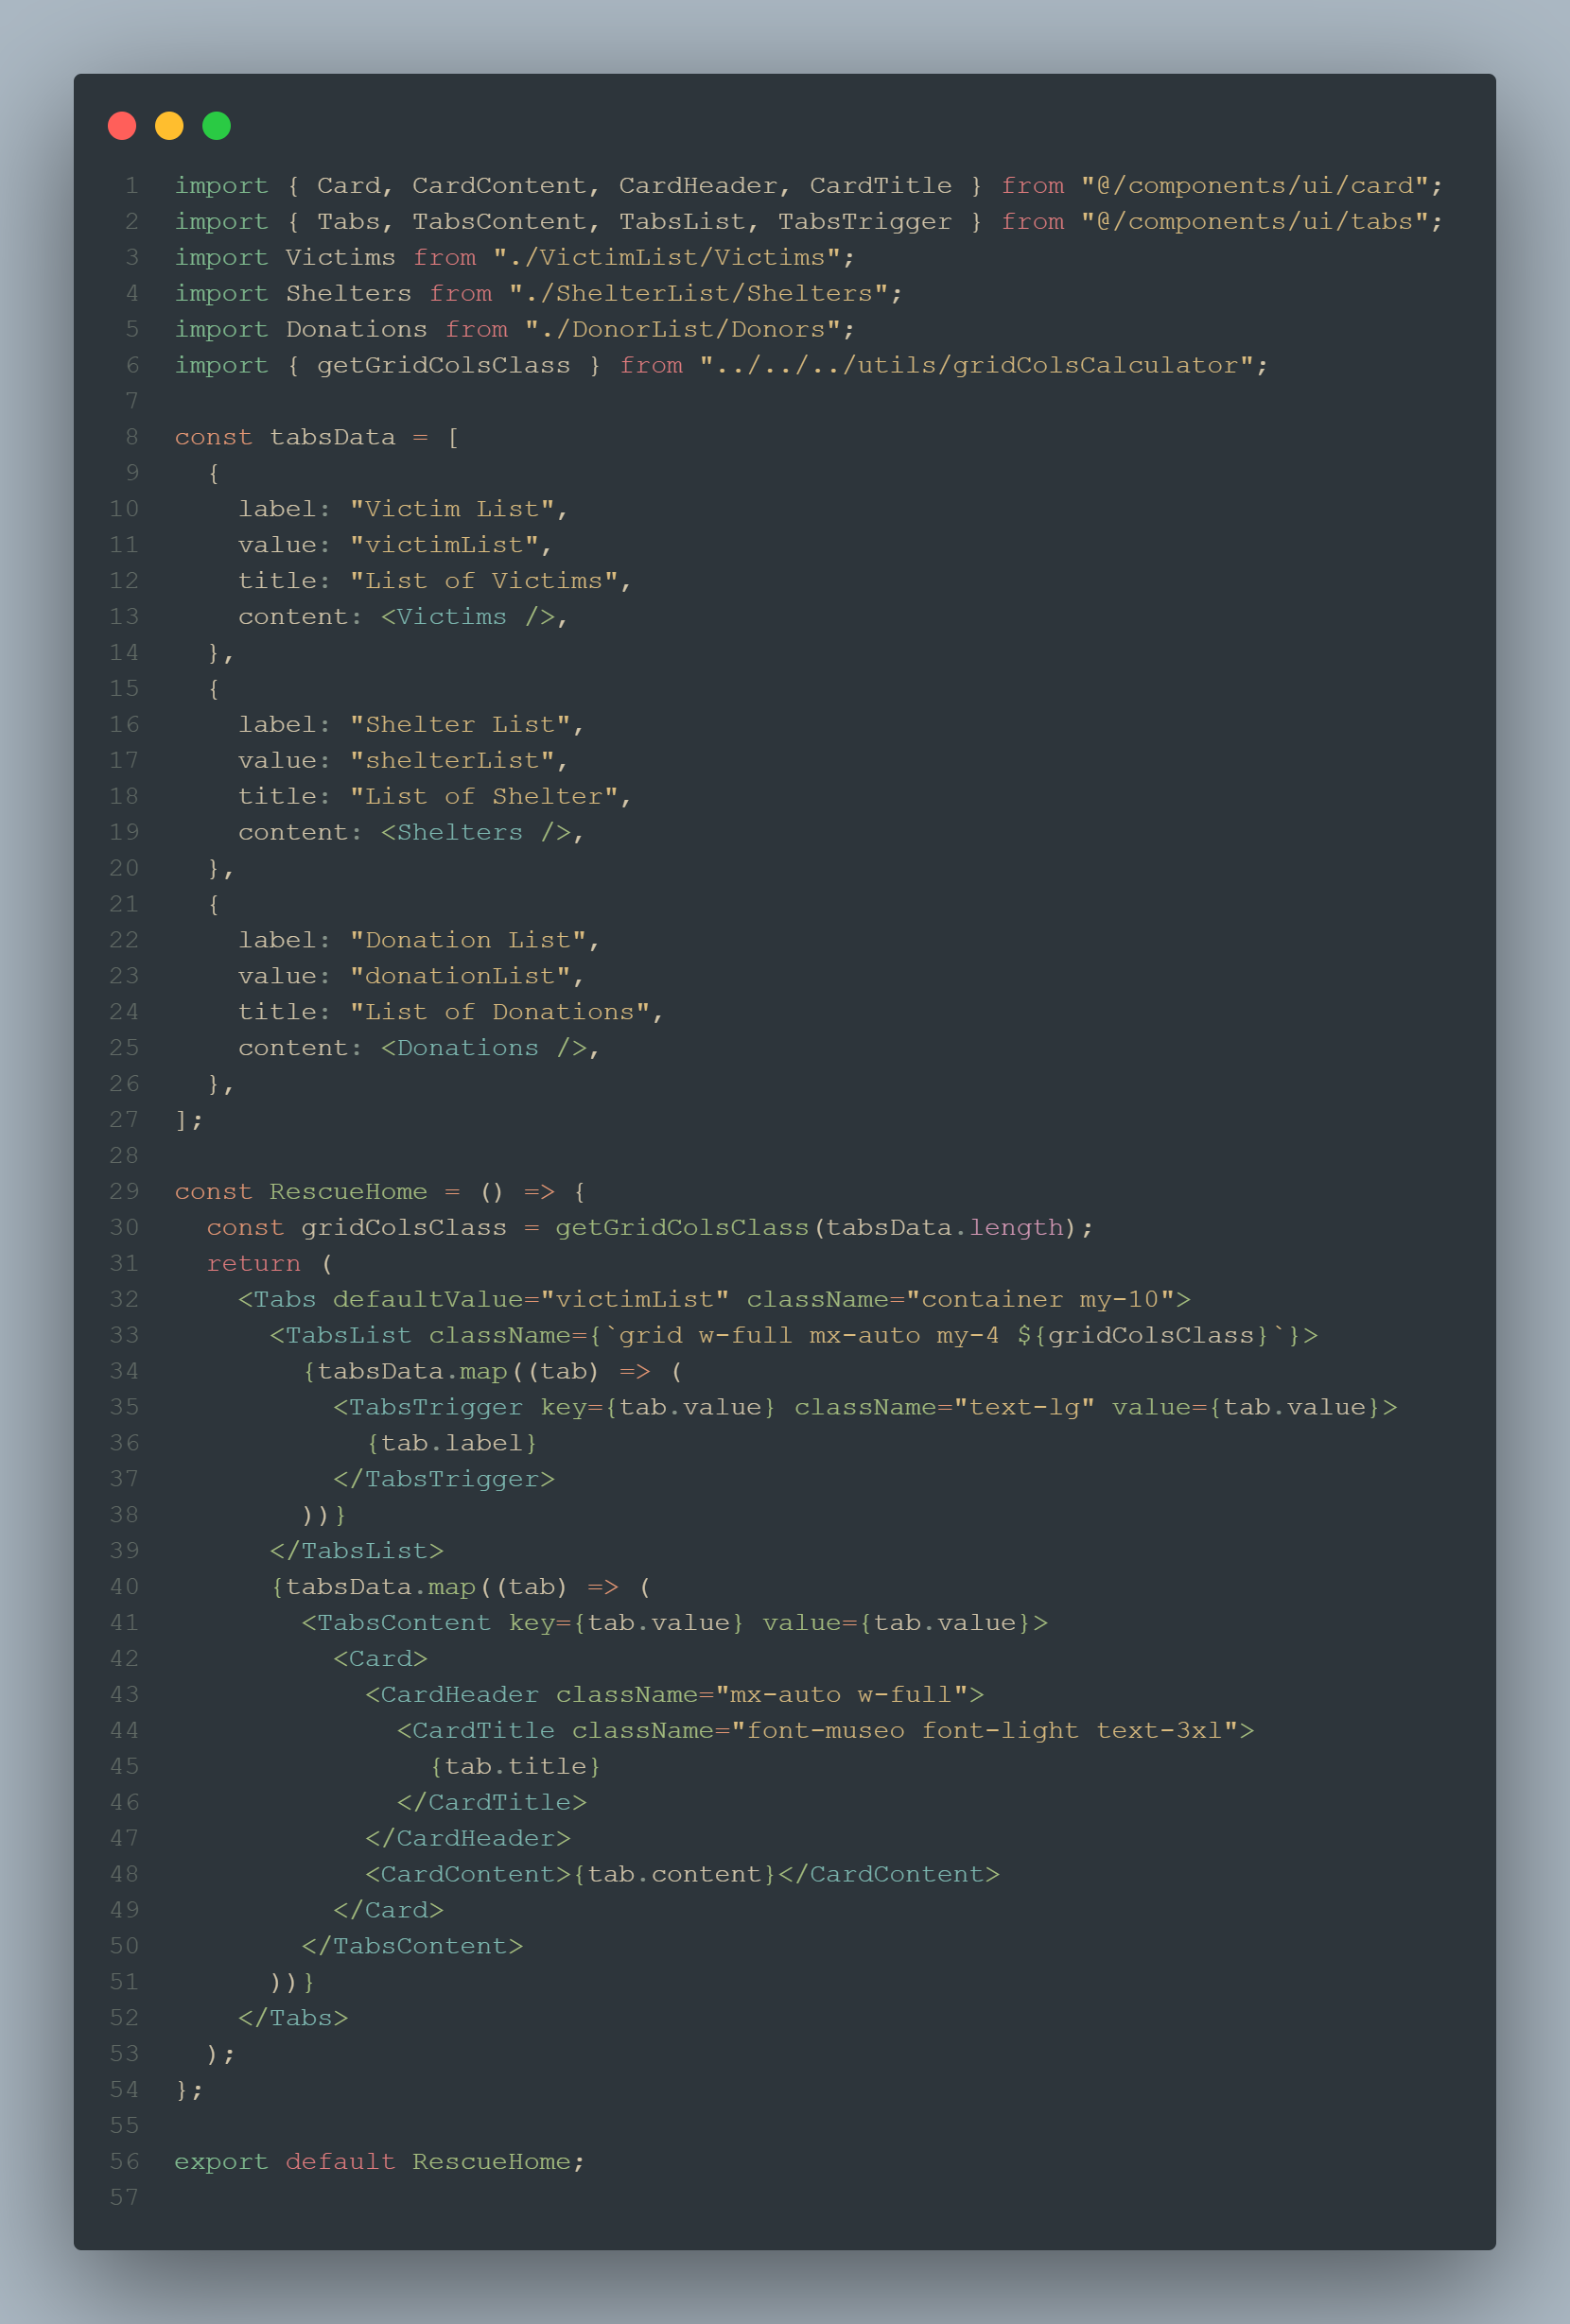 1 import { Card, CardContent, CardHeader, CardTitle } from "@/components/ui/card";
2 import { Tabs, TabsContent, TabsList, TabsTrigger } from "@/components/ui/tabs";
3 import Victims from "./VictimList/Victims";
4 import Shelters from "./ShelterList/Shelters";
5 import Donations from "./DonorList/Donors";
6 import { getGridColsClass } from "../../../utils/gridColsCalculator";
7
8 const tabsData = [
9   {
10     label: "Victim List",
11     value: "victimList",
12     title: "List of Victims",
13     content: <Victims />,
14   },
15   {
16     label: "Shelter List",
17     value: "shelterList",
18     title: "List of Shelter",
19     content: <Shelters />,
20   },
21   {
22     label: "Donation List",
23     value: "donationList",
24     title: "List of Donations",
25     content: <Donations />,
26   },
27 ];
28
29 const RescueHome = () => {
30   const gridColsClass = getGridColsClass(tabsData.length);
31   return (
32     <Tabs defaultValue="victimList" className="container my-10">
33       <TabsList className={`grid w-full mx-auto my-4 ${gridColsClass}`}>
34         {tabsData.map((tab) => (
35           <TabsTrigger key={tab.value} className="text-lg" value={tab.value}>
36             {tab.label}
37           </TabsTrigger>
38         ))}
39       </TabsList>
40       {tabsData.map((tab) => (
41         <TabsContent key={tab.value} value={tab.value}>
42           <Card>
43             <CardHeader className="mx-auto w-full">
44               <CardTitle className="font-museo font-light text-3xl">
45                 {tab.title}
46               </CardTitle>
47             </CardHeader>
48             <CardContent>{tab.content}</CardContent>
49           </Card>
50         </TabsContent>
51       ))}
52     </Tabs>
53   );
54 };
55
56 export default RescueHome;
57